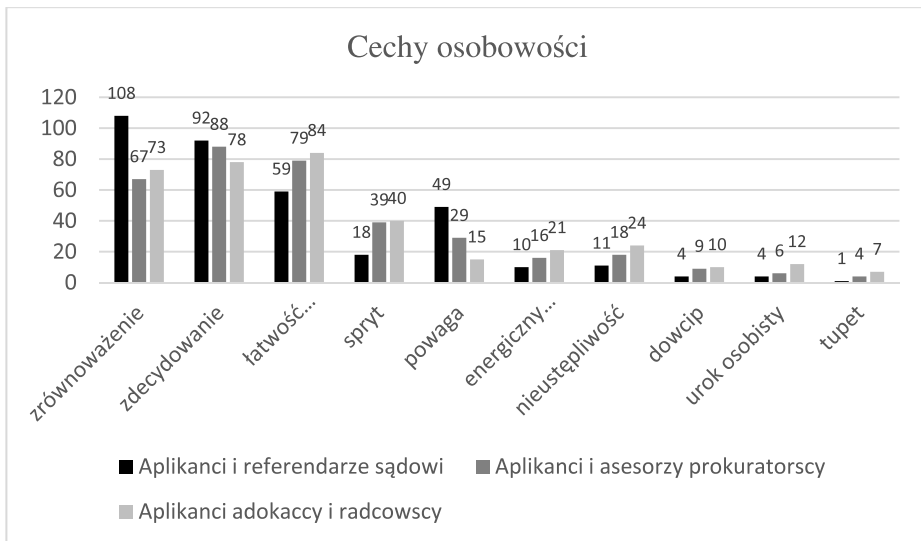 Cechy osobowości
120
100
80
60
40
20
0
108
67
73
92
88
78
59
79
84
18
39
40
49
29
15
10
16
21
11
18
24
4
9
10
4
6
12
1
4
7
zrównoważenie
zdecydowanie
łatwość...
spryt
powaga
energiczny...
nieustępliwość
dowcip
urok osobisty
tupet
Aplikanci i referendarze sądowi
Aplikanci i asesorzy prokuratorscy
Aplikanci adokaccy i radcowscy